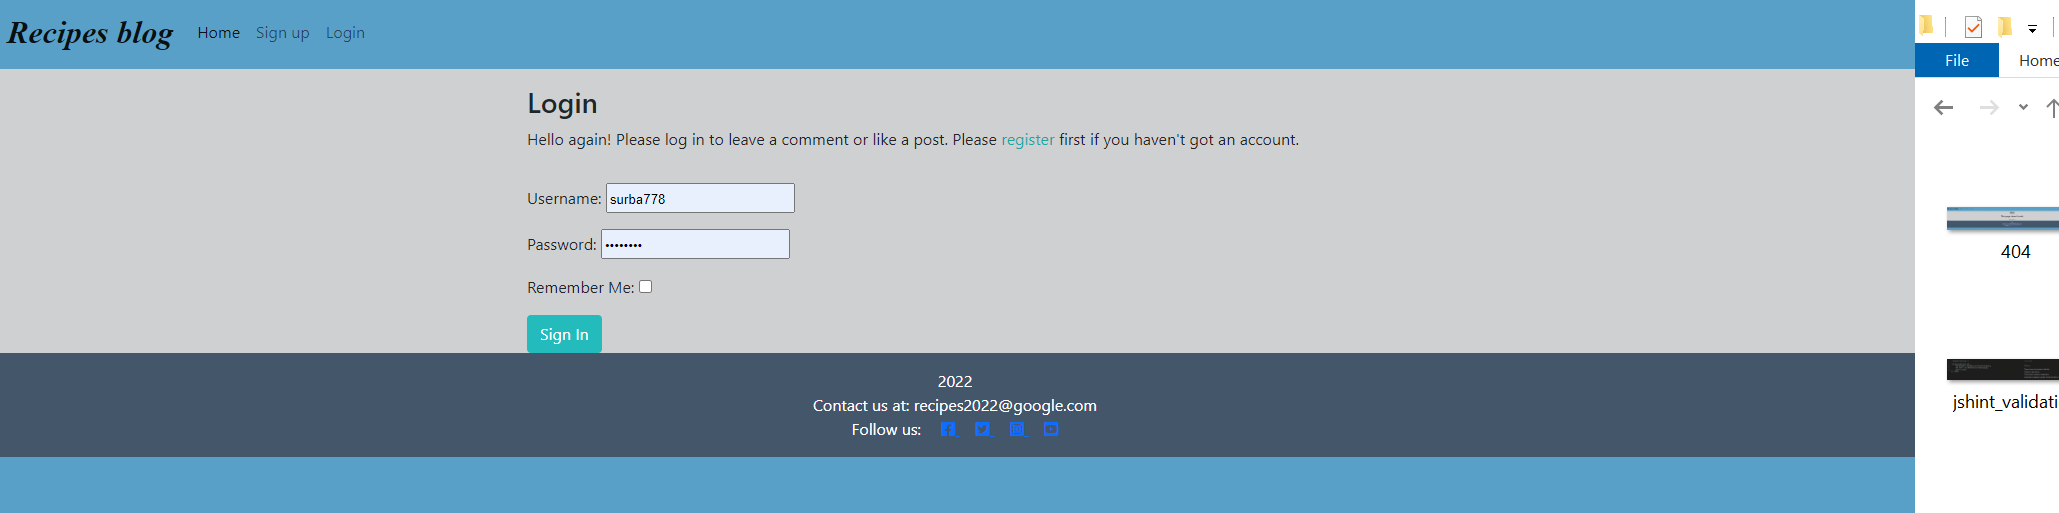 Recipes blog Home Sign up Login
Login
Hello again! Please log in to leave a comment or like a post. Please register first if you haven't got an account.
Username: surba778
Password: ••••••••
Remember Me:
Sign In
2022
Contact us at: recipes2022@google.com
Follow us:
File Home
404
jshint_validati